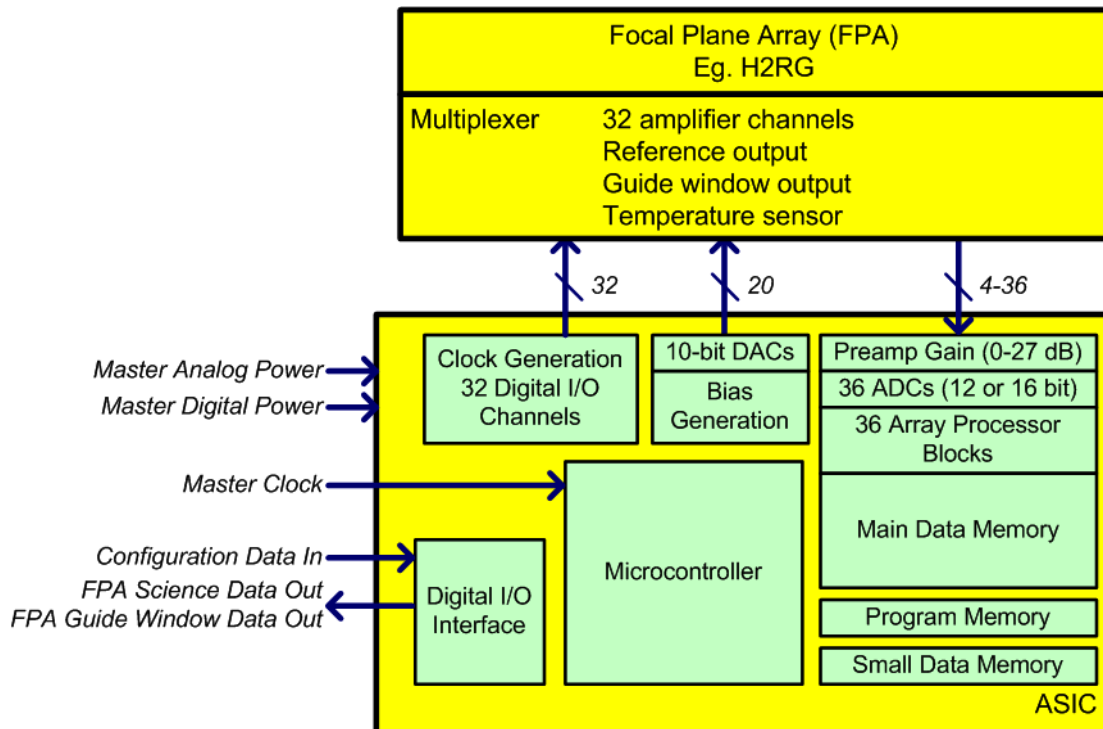 Focal Plane Array (FPA)
Eg. H2RG
Multiplexer 32 amplifier channels
Reference output
Guide window output
Temperature sensor
32 20 4-36
Master Analog Power
Master Digital Power
Clock Generation
32 Digital I/O
Channels
10-bit DACs
Bias
Generation
Preamp Gain (0-27 dB)
36 ADCs (12 or 16 bit)
36 Array Processor
Blocks
Main Data Memory
Master Clock
Microcontroller
Configuration Data In
FPA Science Data Out
FPA Guide Window Data Out
Digital I/O
Interface
Program Memory
Small Data Memory
ASIC